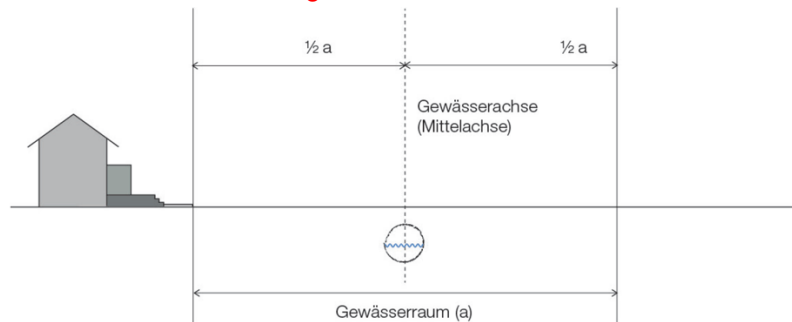 ½ a
½ a
Gewässerachse
(Mittelachse)
Gewässerraum (a)